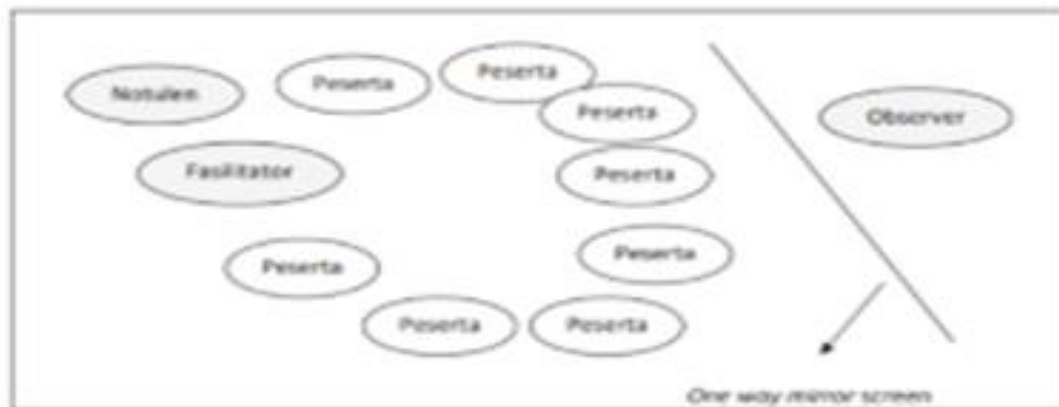 Peserta
Peserta
Notulen
Peserta
Observer
Fasilitator
Peserta
Peserta
Peserta
Peserta
Peserta
One way mirror screen